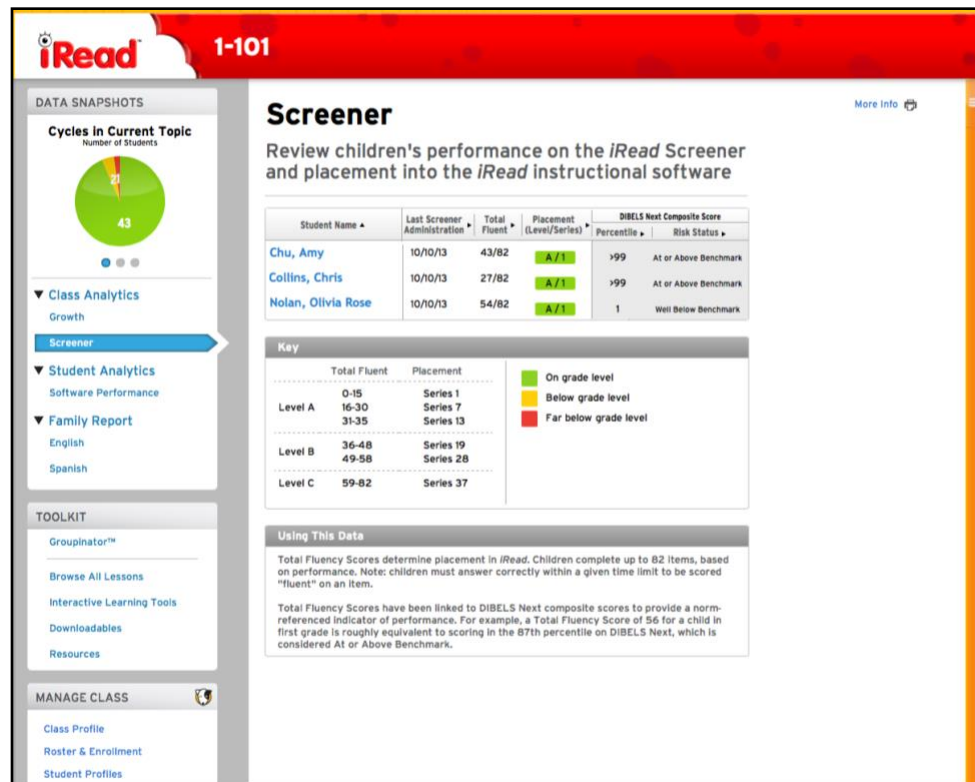 iRead™
1-101
DATA SNAPSHOTS
Cycles in Current Topic
Number of Students
21
43
▼ Class Analytics
Growth
Screener
▼ Student Analytics
Software Performance
▼ Family Report
English
Spanish
TOOLKIT
Groupinator™
Browse All Lessons
Interactive Learning Tools
Downloadables
Resources
MANAGE CLASS
Class Profile
Roster & Enrollment
Student Profiles
More Info
Screener
Review children's performance on the iRead Screener
and placement into the iRead instructional software
Student Name ▲ Last Screener Administration ▸ Total Fluent ▸ Placement (Level/Series) ▸ DIBELS Next Composite Score Percentile ▸ Risk Status ▸
Chu, Amy 10/10/13 43/82 A / 1 >99 At or Above Benchmark
Collins, Chris 10/10/13 27/82 A / 1 >99 At or Above Benchmark
Nolan, Olivia Rose 10/10/13 54/82 A / 1 1 Well Below Benchmark
Key
Total Fluent Placement
Level A 0-15 Series 1
16-30 Series 7
31-35 Series 13
Level B 36-48 Series 19
49-58 Series 28
Level C 59-82 Series 37
On grade level
Below grade level
Far below grade level
Using This Data
Total Fluency Scores determine placement in iRead. Children complete up to 82 items, based
on performance. Note: children must answer correctly within a given time limit to be scored
"fluent" on an item.
Total Fluency Scores have been linked to DIBELS Next composite scores to provide a norm-
referenced indicator of performance. For example, a Total Fluency Score of 56 for a child in
first grade is roughly equivalent to scoring in the 87th percentile on DIBELS Next, which is
considered At or Above Benchmark.